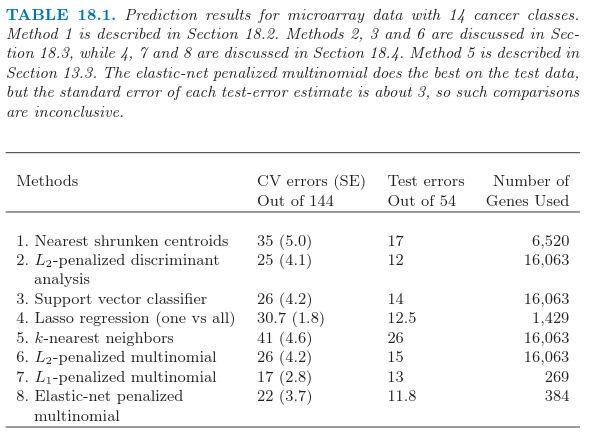 TABLE 18.1. Prediction results for microarray data with 14 cancer classes.
Method 1 is described in Section 18.2. Methods 2, 3 and 6 are discussed in Sec-
tion 18.3, while 4, 7 and 8 are discussed in Section 18.4. Method 5 is described in
Section 13.3. The elastic-net penalized multinomial does the best on the test data,
but the standard error of each test-error estimate is about 3, so such comparisons
are inconclusive.
Methods CV errors (SE) Test errors Number of
Out of 144 Out of 54 Genes Used
1. Nearest shrunken centroids 35 (5.0) 17 6,520
2. L₂-penalized discriminant 25 (4.1) 12 16,063
analysis
3. Support vector classifier 26 (4.2) 14 16,063
4. Lasso regression (one vs all) 30.7 (1.8) 12.5 1,429
5. k-nearest neighbors 41 (4.6) 26 16,063
6. L₂-penalized multinomial 26 (4.2) 15 16,063
7. L₁-penalized multinomial 17 (2.8) 13 269
8. Elastic-net penalized 22 (3.7) 11.8 384
multinomial